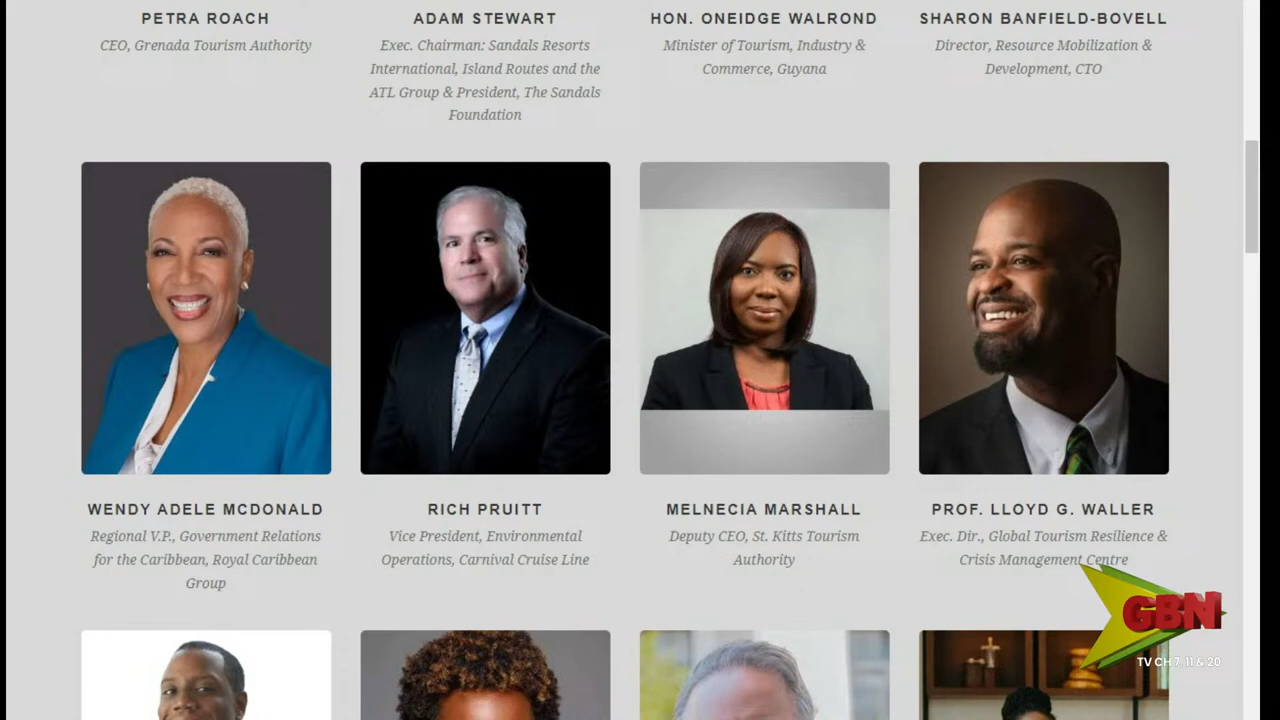 PETRA ROACH
CEO, Grenada Tourism Authority
ADAM STEWART
Exec. Chairman: Sandals Resorts
International, Island Routes and the
ATL Group & President, The Sandals
Foundation
HON. ONEIDGE WALROND
Minister of Tourism, Industry &
Commerce, Guyana
SHARON BANFIELD-BOVELL
Director, Resource Mobilization &
Development, CTO
WENDY ADELE MCDONALD
Regional V.P., Government Relations
for the Caribbean, Royal Caribbean
Group
RICH PRUITT
Vice President, Environmental
Operations, Carnival Cruise Line
MELNECIA MARSHALL
Deputy CEO, St. Kitts Tourism
Authority
PROF. LLOYD G. WALLER
Exec. Dir., Global Tourism Resilience &
Crisis Management Centre
GBN
TV CH 7, 11 & 20